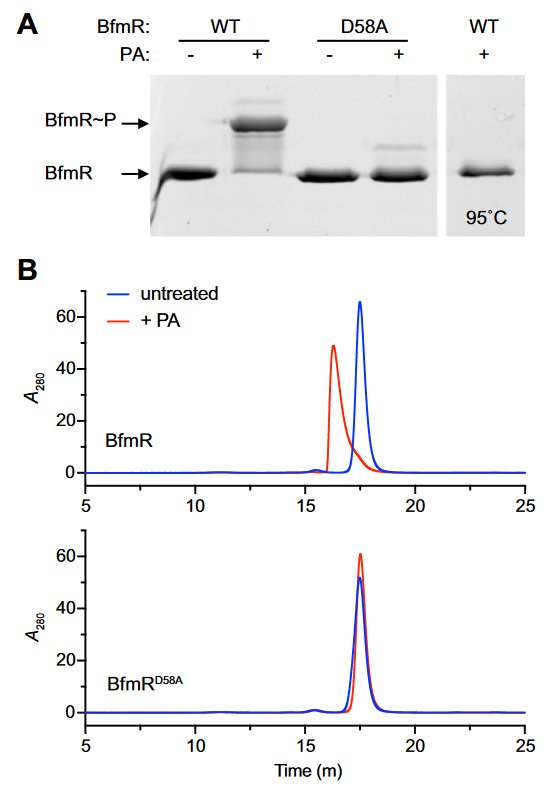 A
BfmR: WT D58A WT
PA: - + - + +
BfmR~P
BfmR
95˚C
B
untreated
+ PA
60
40
20
0
A280
BfmR
5 10 15 20 25
60
40
20
0
A280
BfmRD58A
5 10 15 20 25
Time (m)